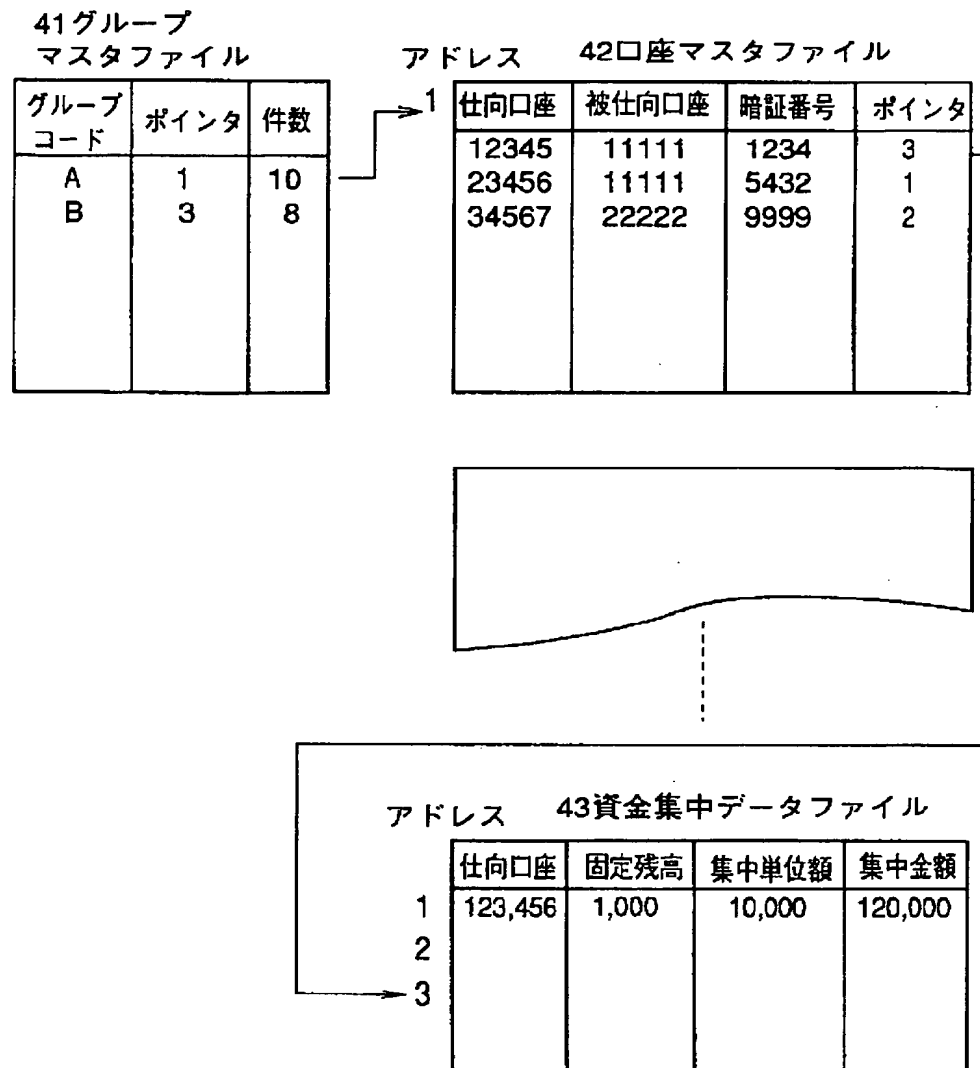 41グループ
マスタファイル
グループ
コード ポインタ 件数
A 1 10
B 3 8
アドレス 42口座マスタファイル
1 仕向口座 被仕向口座 暗証番号 ポインタ
12345 11111 1234 3
23456 11111 5432 1
34567 22222 9999 2
アドレス 43資金集中データファイル
仕向口座 固定残高 集中単位額 集中金額
1 123,456 1,000 10,000 120,000
2
3